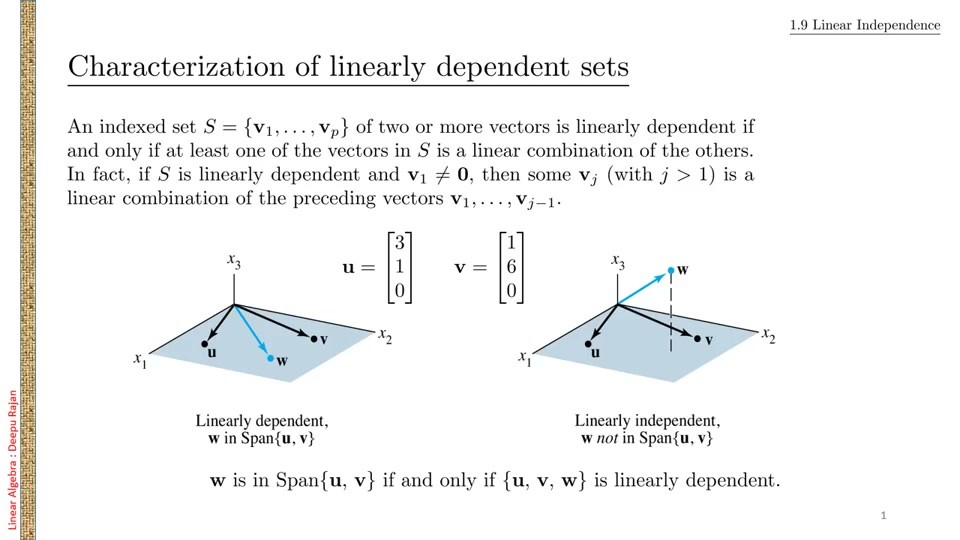 1.9 Linear Independence
Characterization of linearly dependent sets
An indexed set S = {v₁, . . . , vₚ} of two or more vectors is linearly dependent if
and only if at least one of the vectors in S is a linear combination of the others.
In fact, if S is linearly dependent and v₁ ≠ 0, then some vⱼ (with j > 1) is a
linear combination of the preceding vectors v₁, . . . , vⱼ₋₁.
u = [3 1 0]
v = [1 6 0]
x₃
u
v
w
x₂
x₁
Linearly dependent,
w in Span{u, v}
x₃
w
u
v
x₂
x₁
Linearly independent,
w not in Span{u, v}
w is in Span{u, v} if and only if {u, v, w} is linearly dependent.
Linear Algebra : Deepu Rajan
1